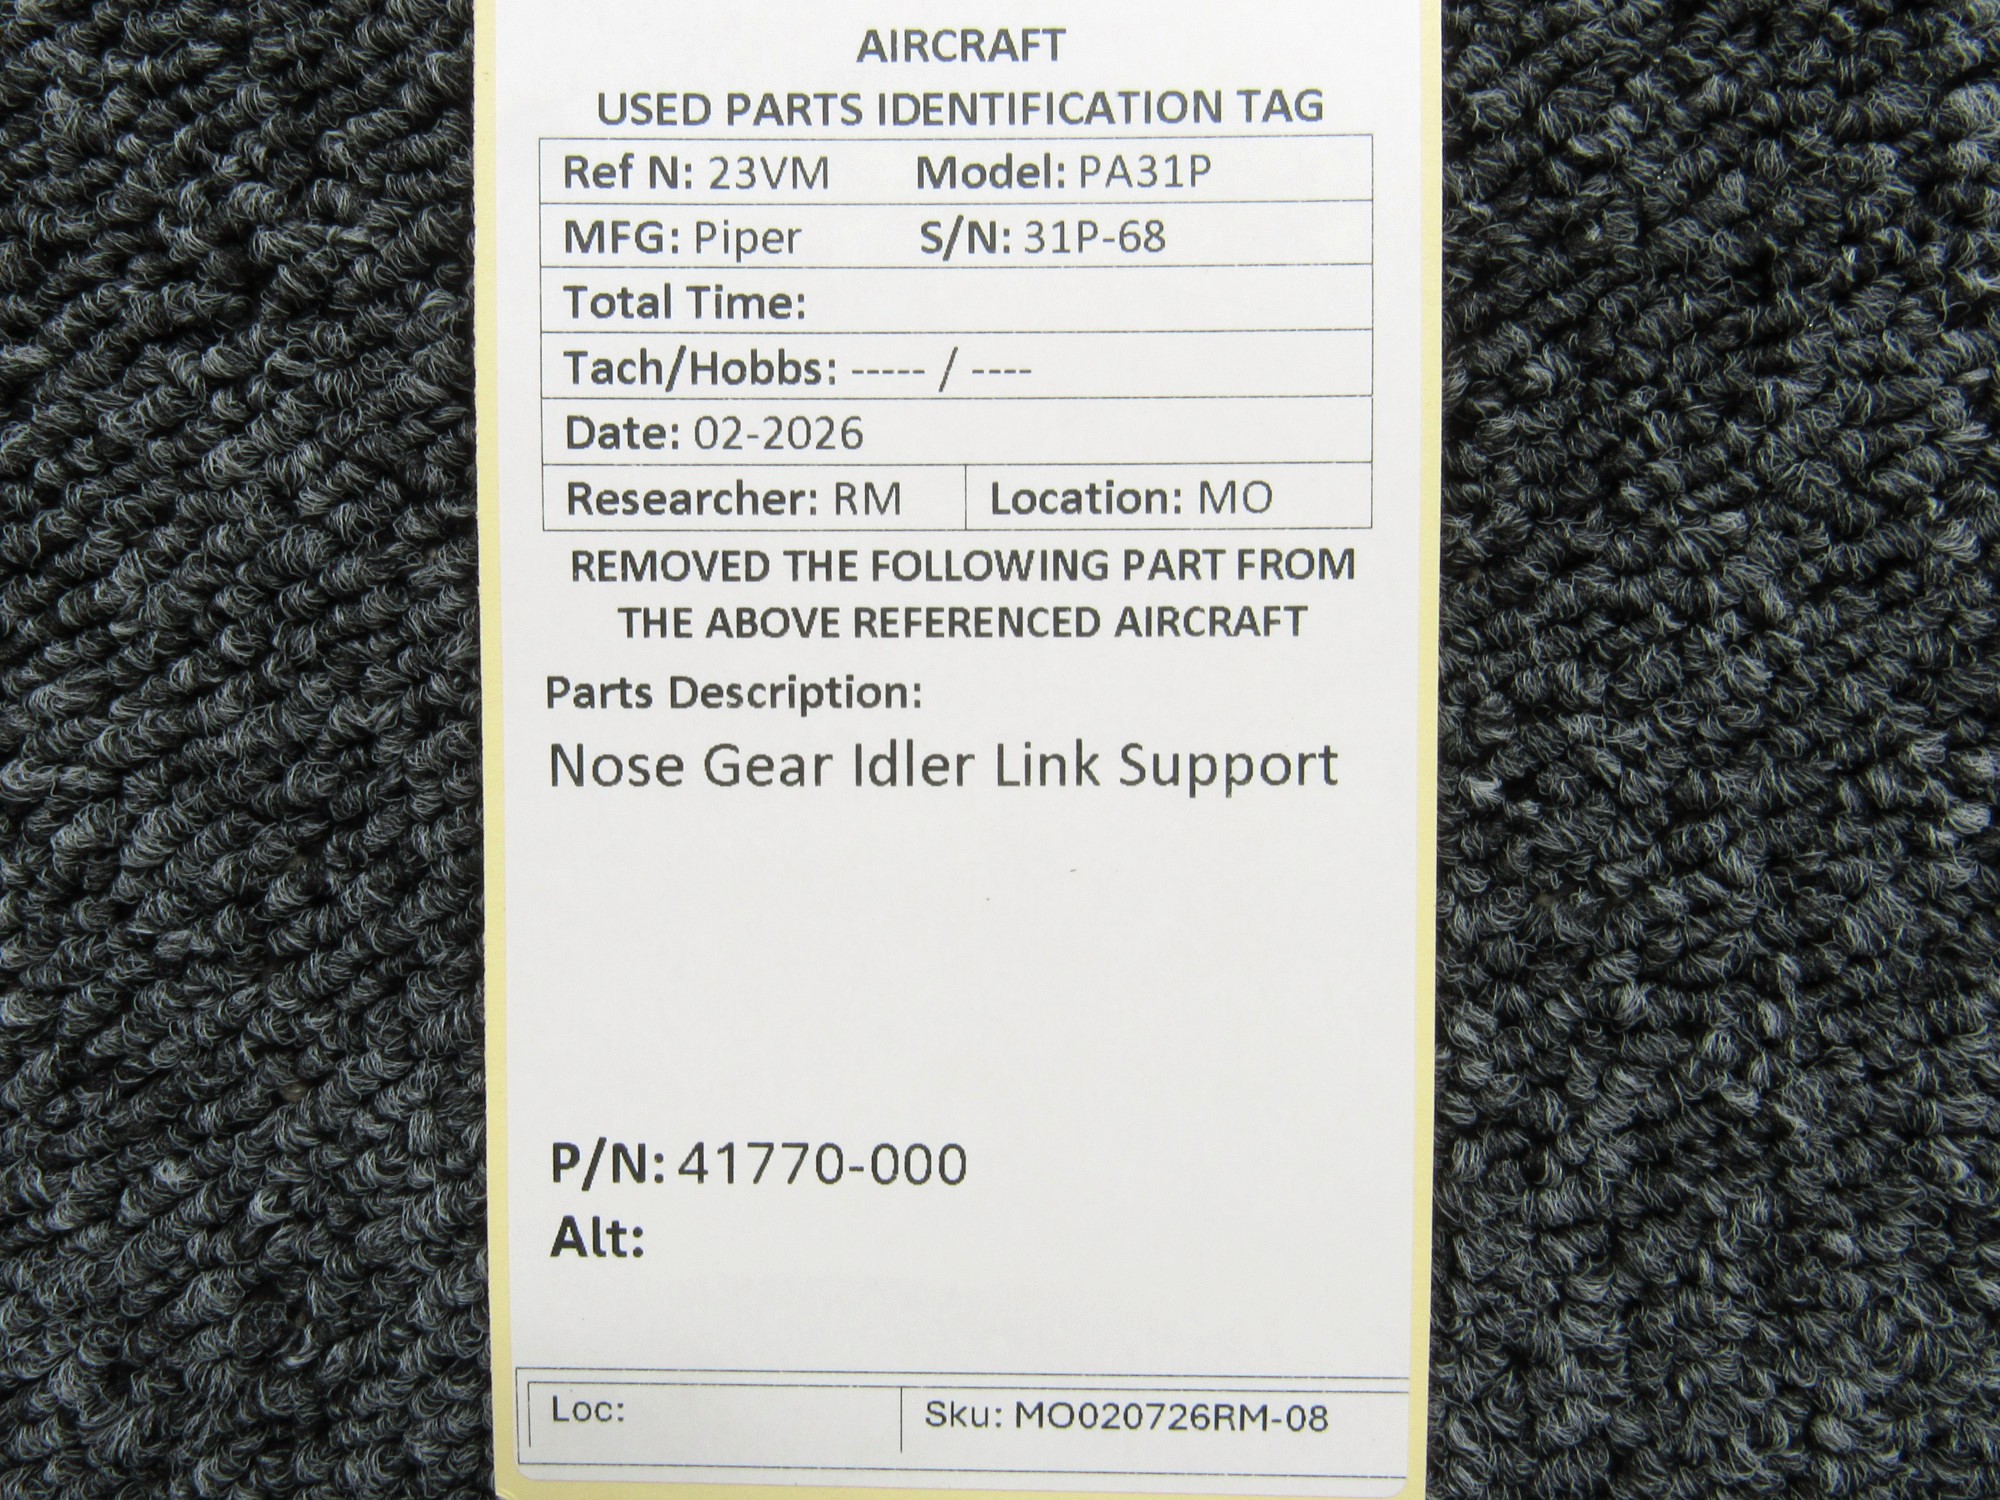 AIRCRAFT
USED PARTS IDENTIFICATION TAG
Ref N: 23VM Model: PA31P
MFG: Piper S/N: 31P-68
Total Time:
Tach/Hobbs: ----- / ----
Date: 02-2026
Researcher: RM Location: MO
REMOVED THE FOLLOWING PART FROM
THE ABOVE REFERENCED AIRCRAFT
Parts Description:
Nose Gear Idler Link Support
P/N: 41770-000
Alt:
Loc: Sku: MO020726RM-08